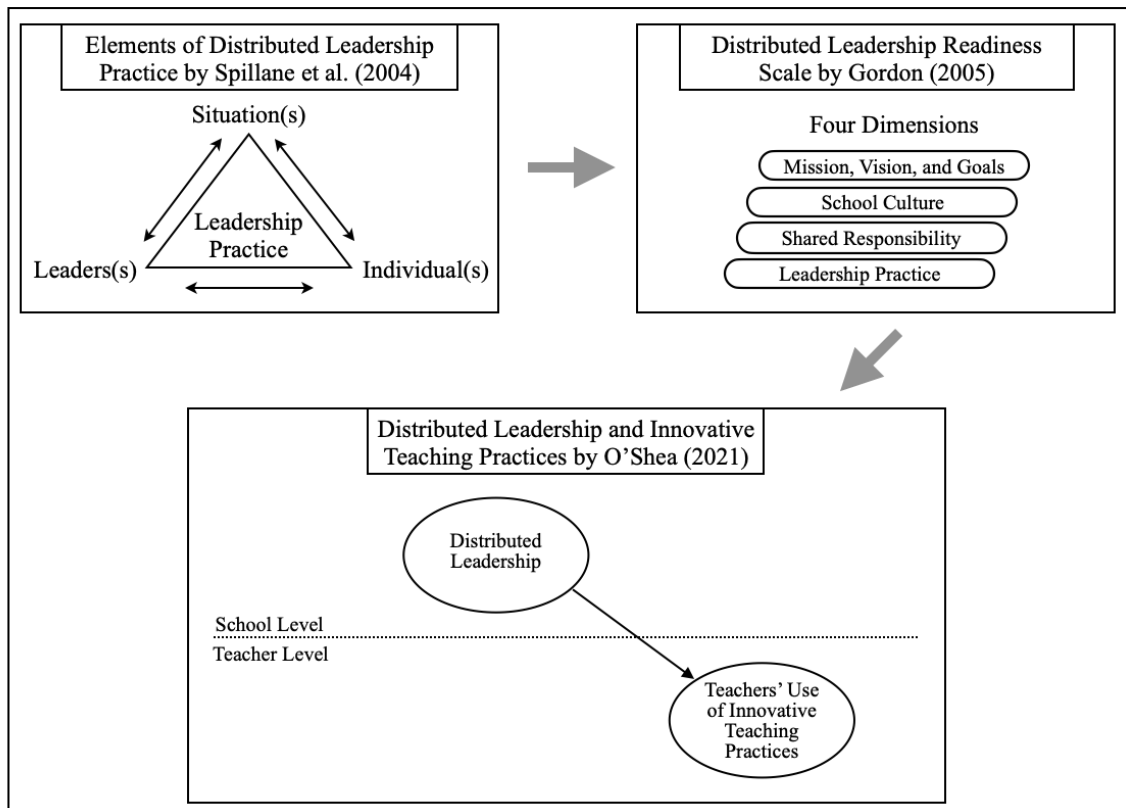 Elements of Distributed Leadership
Practice by Spillane et al. (2004)
Situation(s)
Leadership
Practice
Leaders(s)
Individual(s)
Distributed Leadership Readiness
Scale by Gordon (2005)
Four Dimensions
Mission, Vision, and Goals
School Culture
Shared Responsibility
Leadership Practice
Distributed Leadership and Innovative
Teaching Practices by O’Shea (2021)
Distributed
Leadership
School Level
Teacher Level
Teachers’ Use
of Innovative
Teaching
Practices